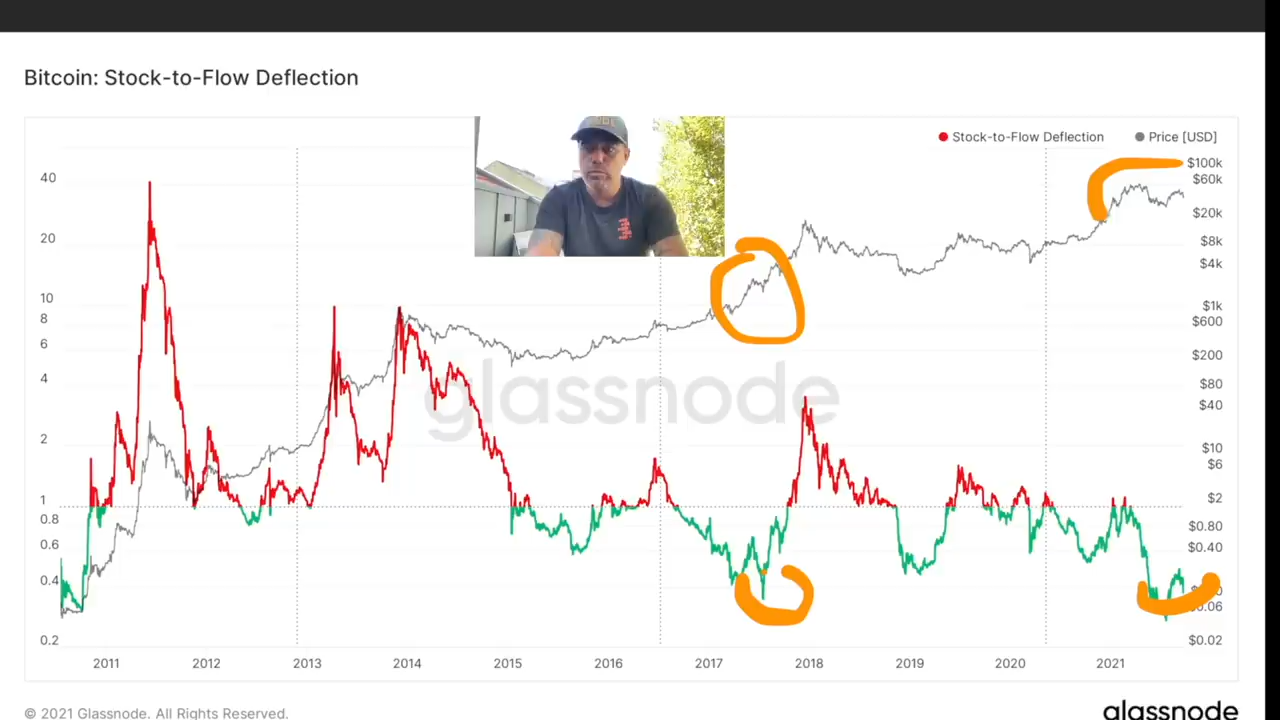 Bitcoin: Stock-to-Flow Deflection
Stock-to-Flow Deflection
Price [USD]
40
20
10
8
6
4
2
1
0.8
0.6
0.4
0.2
$100k
$60k
$20k
$8k
$4k
$1k
$600
$200
$80
$40
$10
$6
$2
$0.80
$0.40
$0.02
glassnode
2011 2012 2013 2014 2015 2016 2017 2018 2019 2020 2021
© 2021 Glassnode. All Rights Reserved.
glassnode